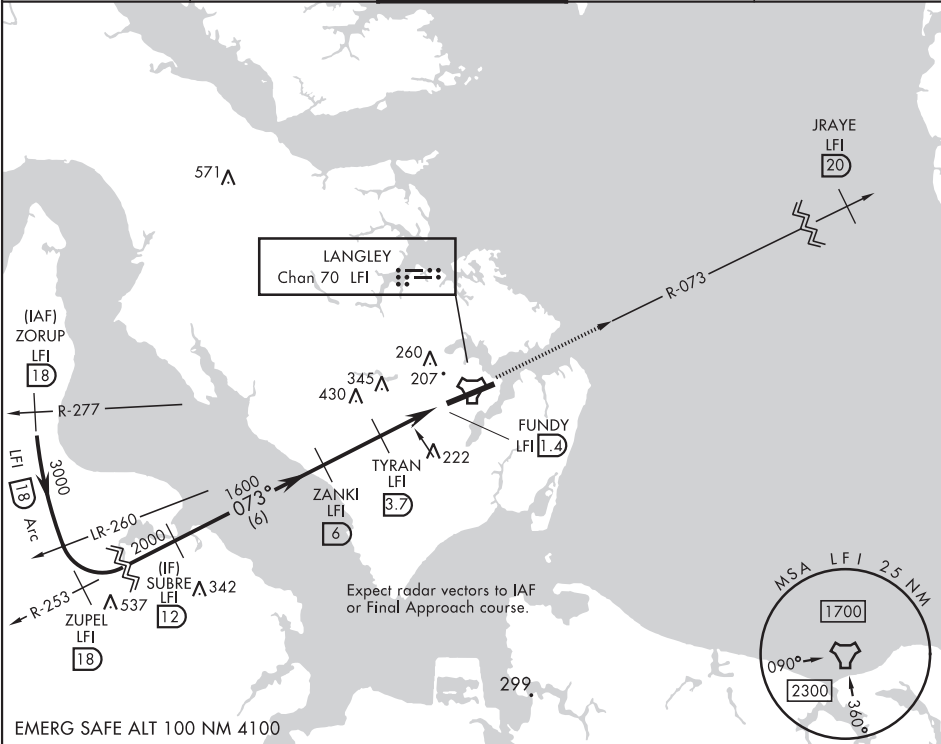 JRAYE
LFI
20
571
LANGLEY
Chan 70 LFI
R-073
(IAF)
ZORUP
LFI
18
260
207
345
430
R-277
FUNDY
LFI 1.4
222
TYRAN
LFI
3.7
3000
LFI
18
Arc
1600
073°
(6)
ZANKI
LFI
6
LR-260
2000
(IF)
SUBRE
LFI
12
342
R-253
537
ZUPEL
LFI
18
Expect radar vectors to IAF
or Final Approach course.
MSA LFI 25 NM
1700
090°
2300
360°
299
EMERG SAFE ALT 100 NM 4100